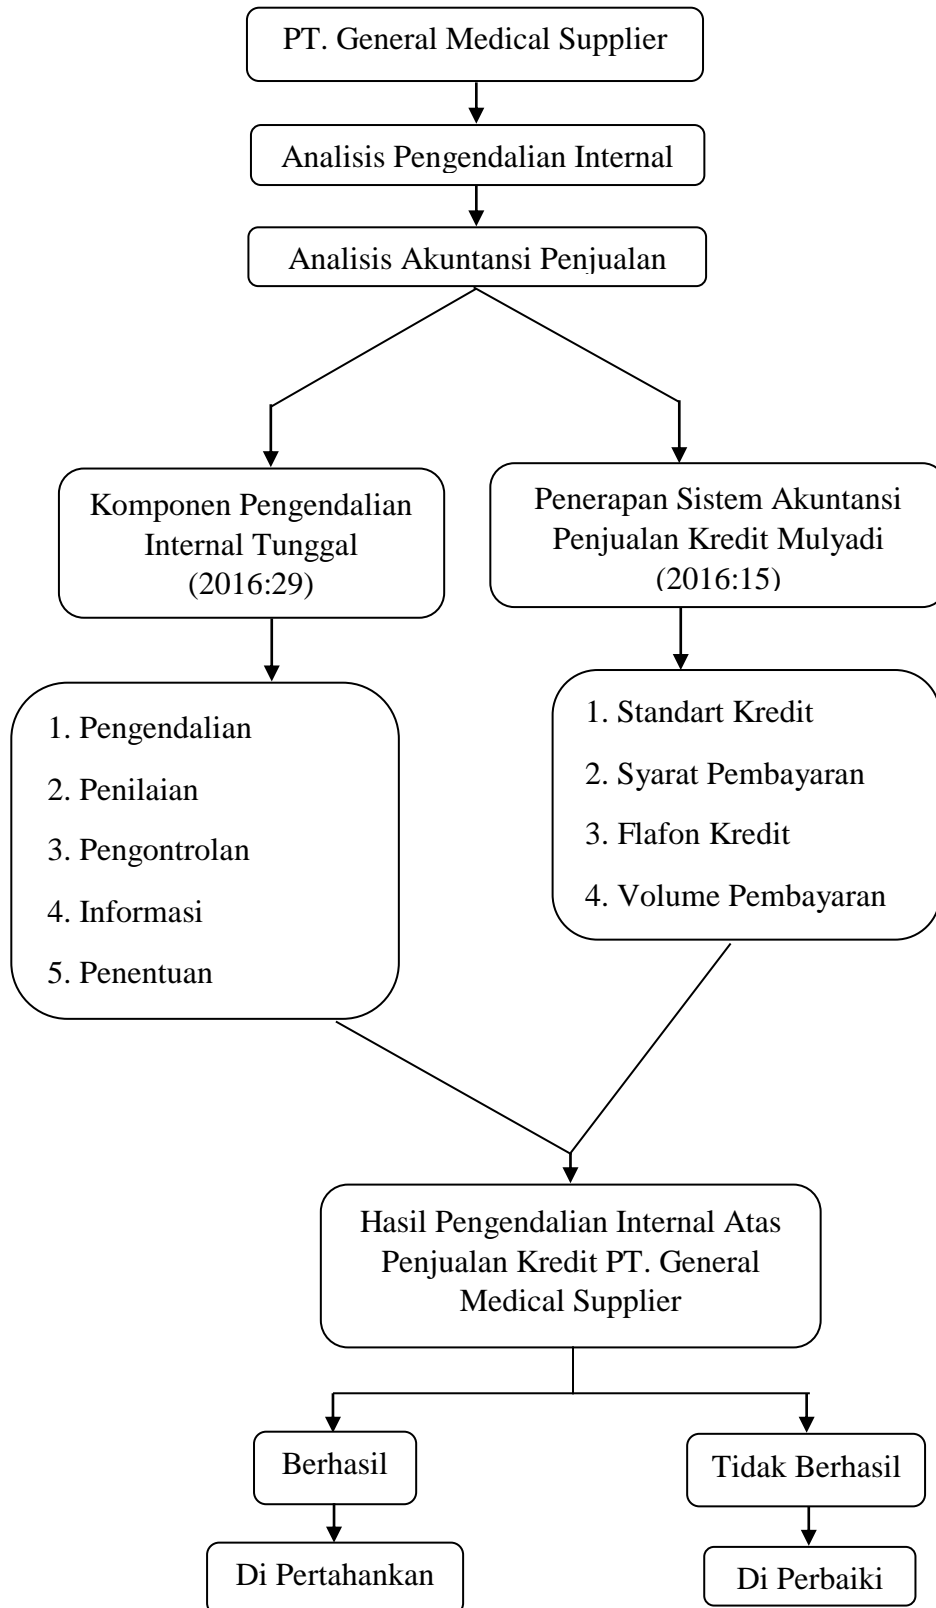 PT. General Medical Supplier
Analisis Pengendalian Internal
Analisis Akuntansi Penjualan
Komponen Pengendalian
Internal Tunggal
(2016:29)
Penerapan Sistem Akuntansi
Penjualan Kredit Mulyadi
(2016:15)
1. Pengendalian
2. Penilaian
3. Pengontrolan
4. Informasi
5. Penentuan
1. Standart Kredit
2. Syarat Pembayaran
3. Flafon Kredit
4. Volume Pembayaran
Hasil Pengendalian Internal Atas
Penjualan Kredit PT. General
Medical Supplier
Berhasil
Tidak Berhasil
Di Pertahankan
Di Perbaiki